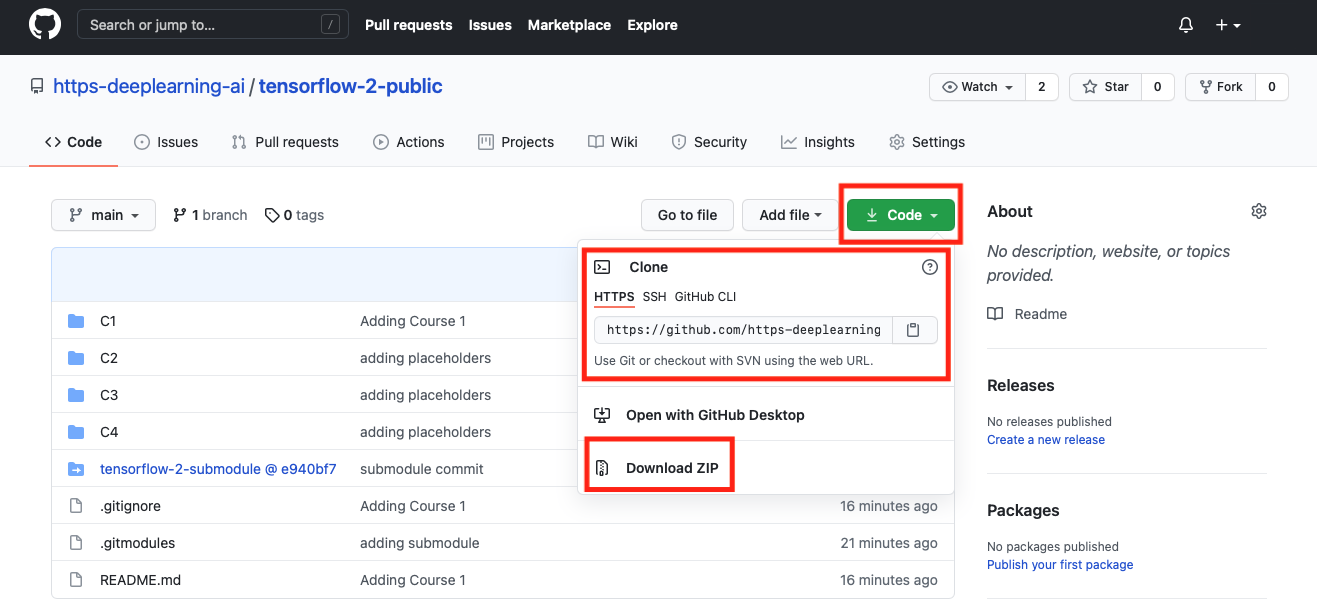 Search or jump to... / Pull requests Issues Marketplace Explore
https-deeplearning-ai / tensorflow-2-public Watch 2 Star 0 Fork 0
Code Issues Pull requests Actions Projects Wiki Security Insights Settings
main 1 branch 0 tags Go to file Add file Code
Clone
HTTPS SSH GitHub CLI
https://github.com/https-deeplearning
Use Git or checkout with SVN using the web URL.
Open with GitHub Desktop
Download ZIP
C1 Adding Course 1
C2 adding placeholders
C3 adding placeholders
C4 adding placeholders
tensorflow-2-submodule @ e940bf7 submodule commit
.gitignore Adding Course 1 16 minutes ago
.gitmodules adding submodule 21 minutes ago
README.md Adding Course 1 16 minutes ago
About
No description, website, or topics
provided.
Readme
Releases
No releases published
Create a new release
Packages
No packages published
Publish your first package